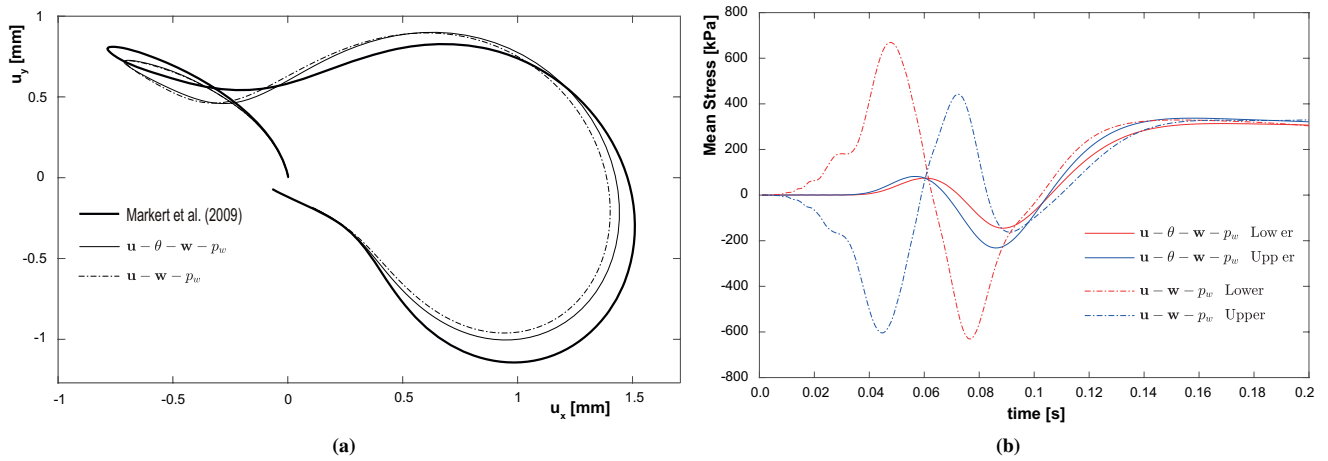 u_y [mm]
1
0.5
0
-0.5
-1
-1
-0.5
0
0.5
1
1.5
u_x [mm]
Markert et al. (2009)
u − θ − w − p_w
u − w − p_w
(a)
Mean Stress [kPa]
800
600
400
200
0
-200
-400
-600
-800
0.0
0.02
0.04
0.06
0.08
0.1
0.12
0.14
0.16
0.18
0.2
time [s]
u − θ − w − p_w Low er
u − θ − w − p_w Upp er
u − w − p_w Lower
u − w − p_w Upper
(b)